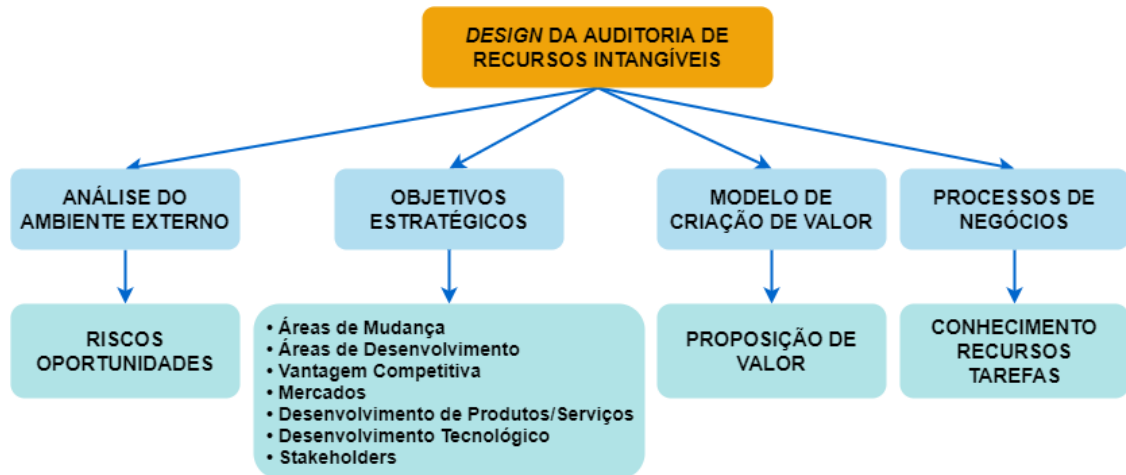 DESIGN DA AUDITORIA DE
RECURSOS INTANGÍVEIS
ANÁLISE DO
AMBIENTE EXTERNO
OBJETIVOS
ESTRATÉGICOS
MODELO DE
CRIAÇÃO DE VALOR
PROCESSOS DE
NEGÓCIOS
RISCOS
OPORTUNIDADES
• Áreas de Mudança
• Áreas de Desenvolvimento
• Vantagem Competitiva
• Mercados
• Desenvolvimento de Produtos/Serviços
• Desenvolvimento Tecnológico
• Stakeholders
PROPOSIÇÃO DE
VALOR
CONHECIMENTO
RECURSOS
TAREFAS